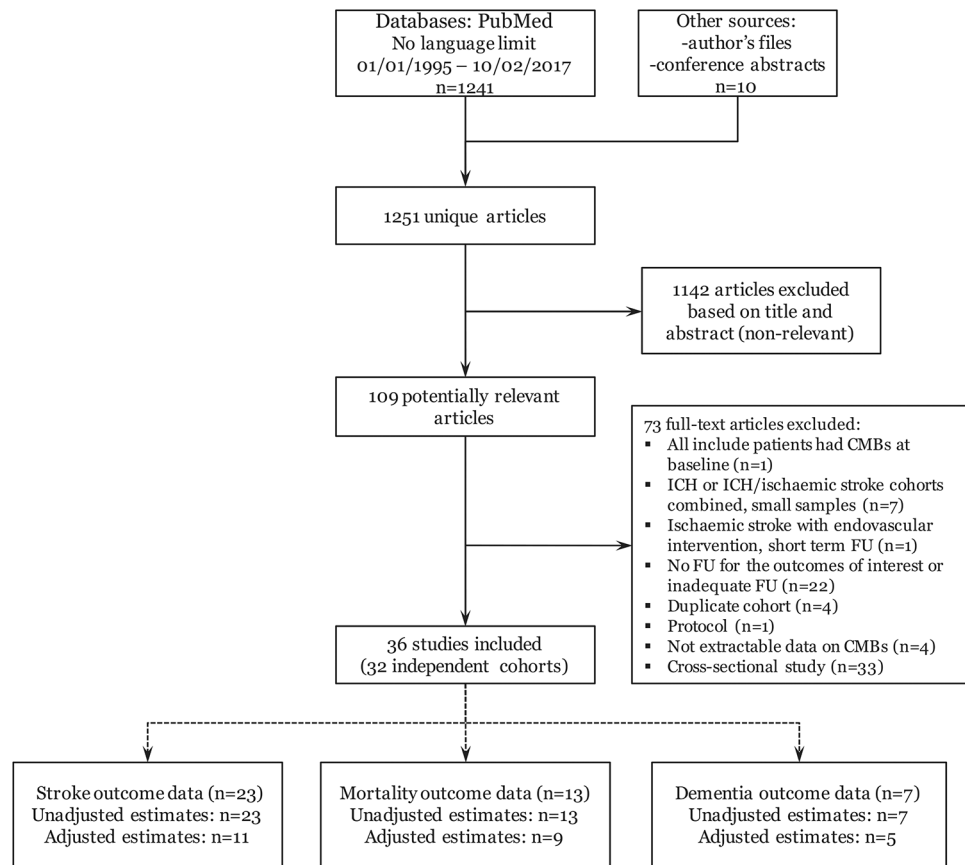 Databases: PubMed
No language limit
01/01/1995 – 10/02/2017
n=1241
Other sources:
-author's files
-conference abstracts
n=10
1251 unique articles
1142 articles excluded
based on title and
abstract (non-relevant)
109 potentially relevant
articles
73 full-text articles excluded:
▪ All include patients had CMBs at
baseline (n=1)
▪ ICH or ICH/ischaemic stroke cohorts
combined, small samples (n=7)
▪ Ischaemic stroke with endovascular
intervention, short term FU (n=1)
▪ No FU for the outcomes of interest or
inadequate FU (n=22)
▪ Duplicate cohort (n=4)
▪ Protocol (n=1)
▪ Not extractable data on CMBs (n=4)
▪ Cross-sectional study (n=33)
36 studies included
(32 independent cohorts)
Stroke outcome data (n=23)
Unadjusted estimates: n=23
Adjusted estimates: n=11
Mortality outcome data (n=13)
Unadjusted estimates: n=13
Adjusted estimates: n=9
Dementia outcome data (n=7)
Unadjusted estimates: n=7
Adjusted estimates: n=5